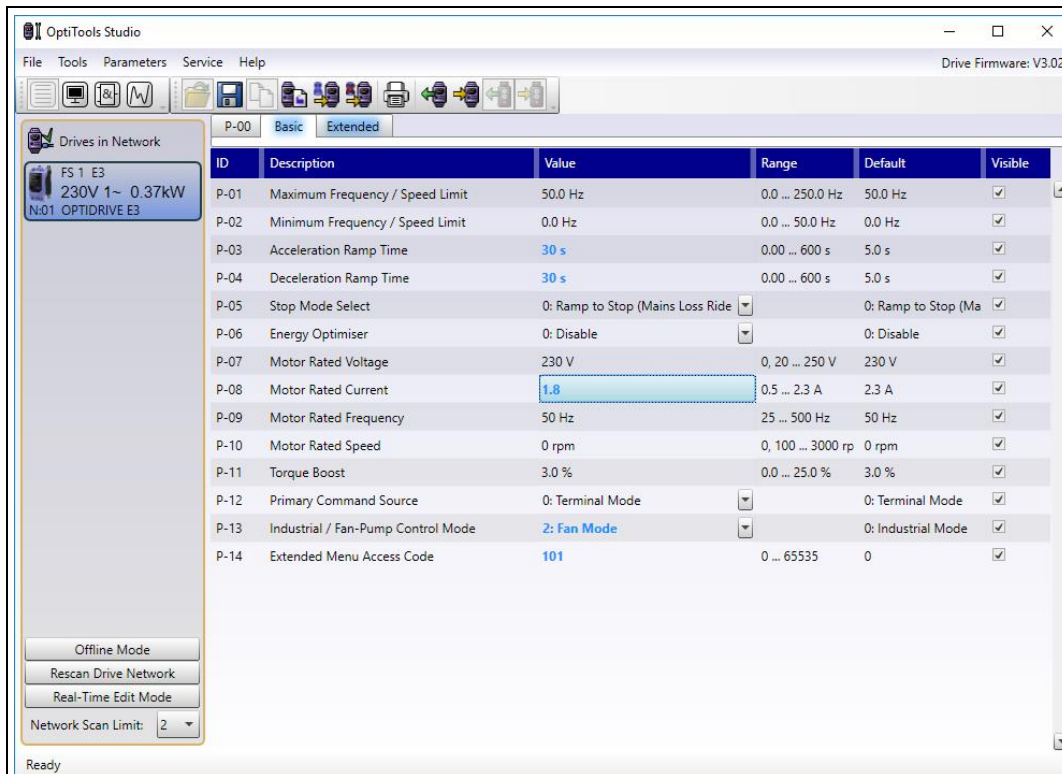 OptiTools Studio
File Tools Parameters Service Help Drive Firmware: V3.02
Drives in Network
FS 1 E3
230V 1~ 0.37kW
N:01 OPTIDRIVE E3
P-00 Basic Extended
ID Description Value Range Default Visible
P-01 Maximum Frequency / Speed Limit 50.0 Hz 0.0 ... 250.0 Hz 50.0 Hz
P-02 Minimum Frequency / Speed Limit 0.0 Hz 0.0 ... 50.0 Hz 0.0 Hz
P-03 Acceleration Ramp Time 30 s 0.00 ... 600 s 5.0 s
P-04 Deceleration Ramp Time 30 s 0.00 ... 600 s 5.0 s
P-05 Stop Mode Select 0: Ramp to Stop (Mains Loss Ride 0: Ramp to Stop (Ma
P-06 Energy Optimiser 0: Disable 0: Disable
P-07 Motor Rated Voltage 230 V 0, 20 ... 250 V 230 V
P-08 Motor Rated Current 1.8 0.5 ... 2.3 A 2.3 A
P-09 Motor Rated Frequency 50 Hz 25 ... 500 Hz 50 Hz
P-10 Motor Rated Speed 0 rpm 0, 100 ... 3000 rp 0 rpm
P-11 Torque Boost 3.0 % 0.0 ... 25.0 % 3.0 %
P-12 Primary Command Source 0: Terminal Mode 0: Terminal Mode
P-13 Industrial / Fan-Pump Control Mode 2: Fan Mode 0: Industrial Mode
P-14 Extended Menu Access Code 101 0 ... 65535 0
Offline Mode
Rescan Drive Network
Real-Time Edit Mode
Network Scan Limit: 2
Ready